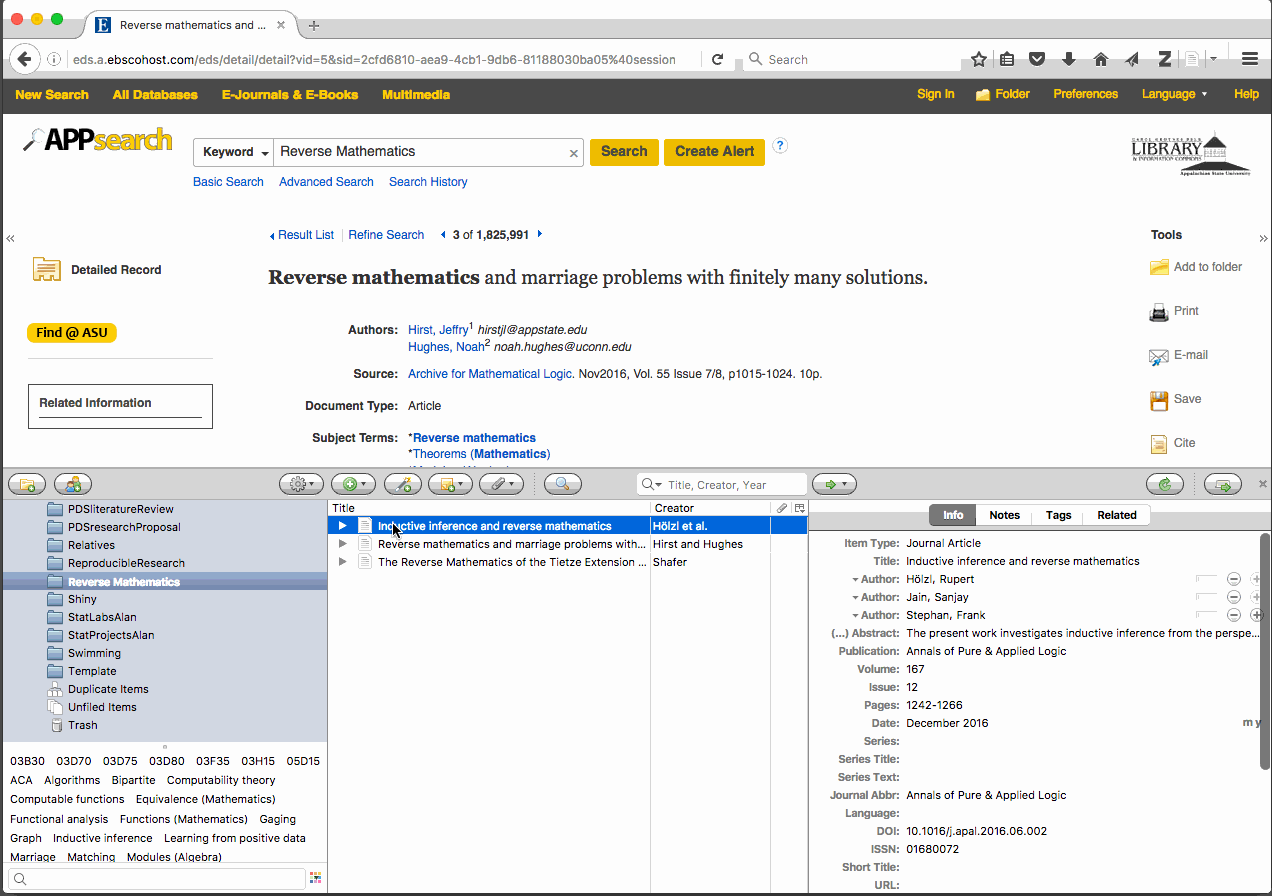 Reverse mathematics and ...
eds.a.ebscohost.com/eds/detail/detail?vid=5&sid=2cfd6810-aea9-4cb1-9db6-81188030ba05%40session
Search
New Search All Databases E-Journals & E-Books Multimedia Sign In Folder Preferences Language Help
APPsearch
Keyword Reverse Mathematics Search Create Alert ?
Basic Search Advanced Search Search History
LIBRARY
& INFORMATION COMMONS
Appalachian State University
Result List Refine Search 3 of 1,825,991
Tools
Detailed Record
Find @ ASU
Related Information
Reverse mathematics and marriage problems with finitely many solutions.
Authors: Hirst, Jeffry1 hirstjl@appstate.edu
Hughes, Noah2 noah.hughes@uconn.edu
Source: Archive for Mathematical Logic. Nov2016, Vol. 55 Issue 7/8, p1015-1024. 10p.
Document Type: Article
Subject Terms: *Reverse mathematics
*Theorems (Mathematics)
Add to folder
Print
E-mail
Save
Cite
Title, Creator, Year
PDSliteratureReview
PDSresearchProposal
Relatives
ReproducibleResearch
Reverse Mathematics
Shiny
StatLabsAlan
StatProjectsAlan
Swimming
Template
Duplicate Items
Unfiled Items
Trash
03B30 03D70 03D75 03D80 03F35 03H15 05D15
ACA Algorithms Bipartite Computability theory
Computable functions Equivalence (Mathematics)
Functional analysis Functions (Mathematics) Gaging
Graph Inductive inference Learning from positive data
Marriage Matching Modules (Algebra)
Title Creator
Inductive inference and reverse mathematics Hölzl et al.
Reverse mathematics and marriage problems with... Hirst and Hughes
The Reverse Mathematics of the Tietze Extension ... Shafer
Info Notes Tags Related
Item Type: Journal Article
Title: Inductive inference and reverse mathematics
Author: Hölzl, Rupert
Author: Jain, Sanjay
Author: Stephan, Frank
(...) Abstract: The present work investigates inductive inference from the perspe...
Publication: Annals of Pure & Applied Logic
Volume: 167
Issue: 12
Pages: 1242-1266
Date: December 2016 m y
Series:
Series Title:
Series Text:
Journal Abbr: Annals of Pure & Applied Logic
Language:
DOI: 10.1016/j.apal.2016.06.002
ISSN: 01680072
Short Title:
URL: